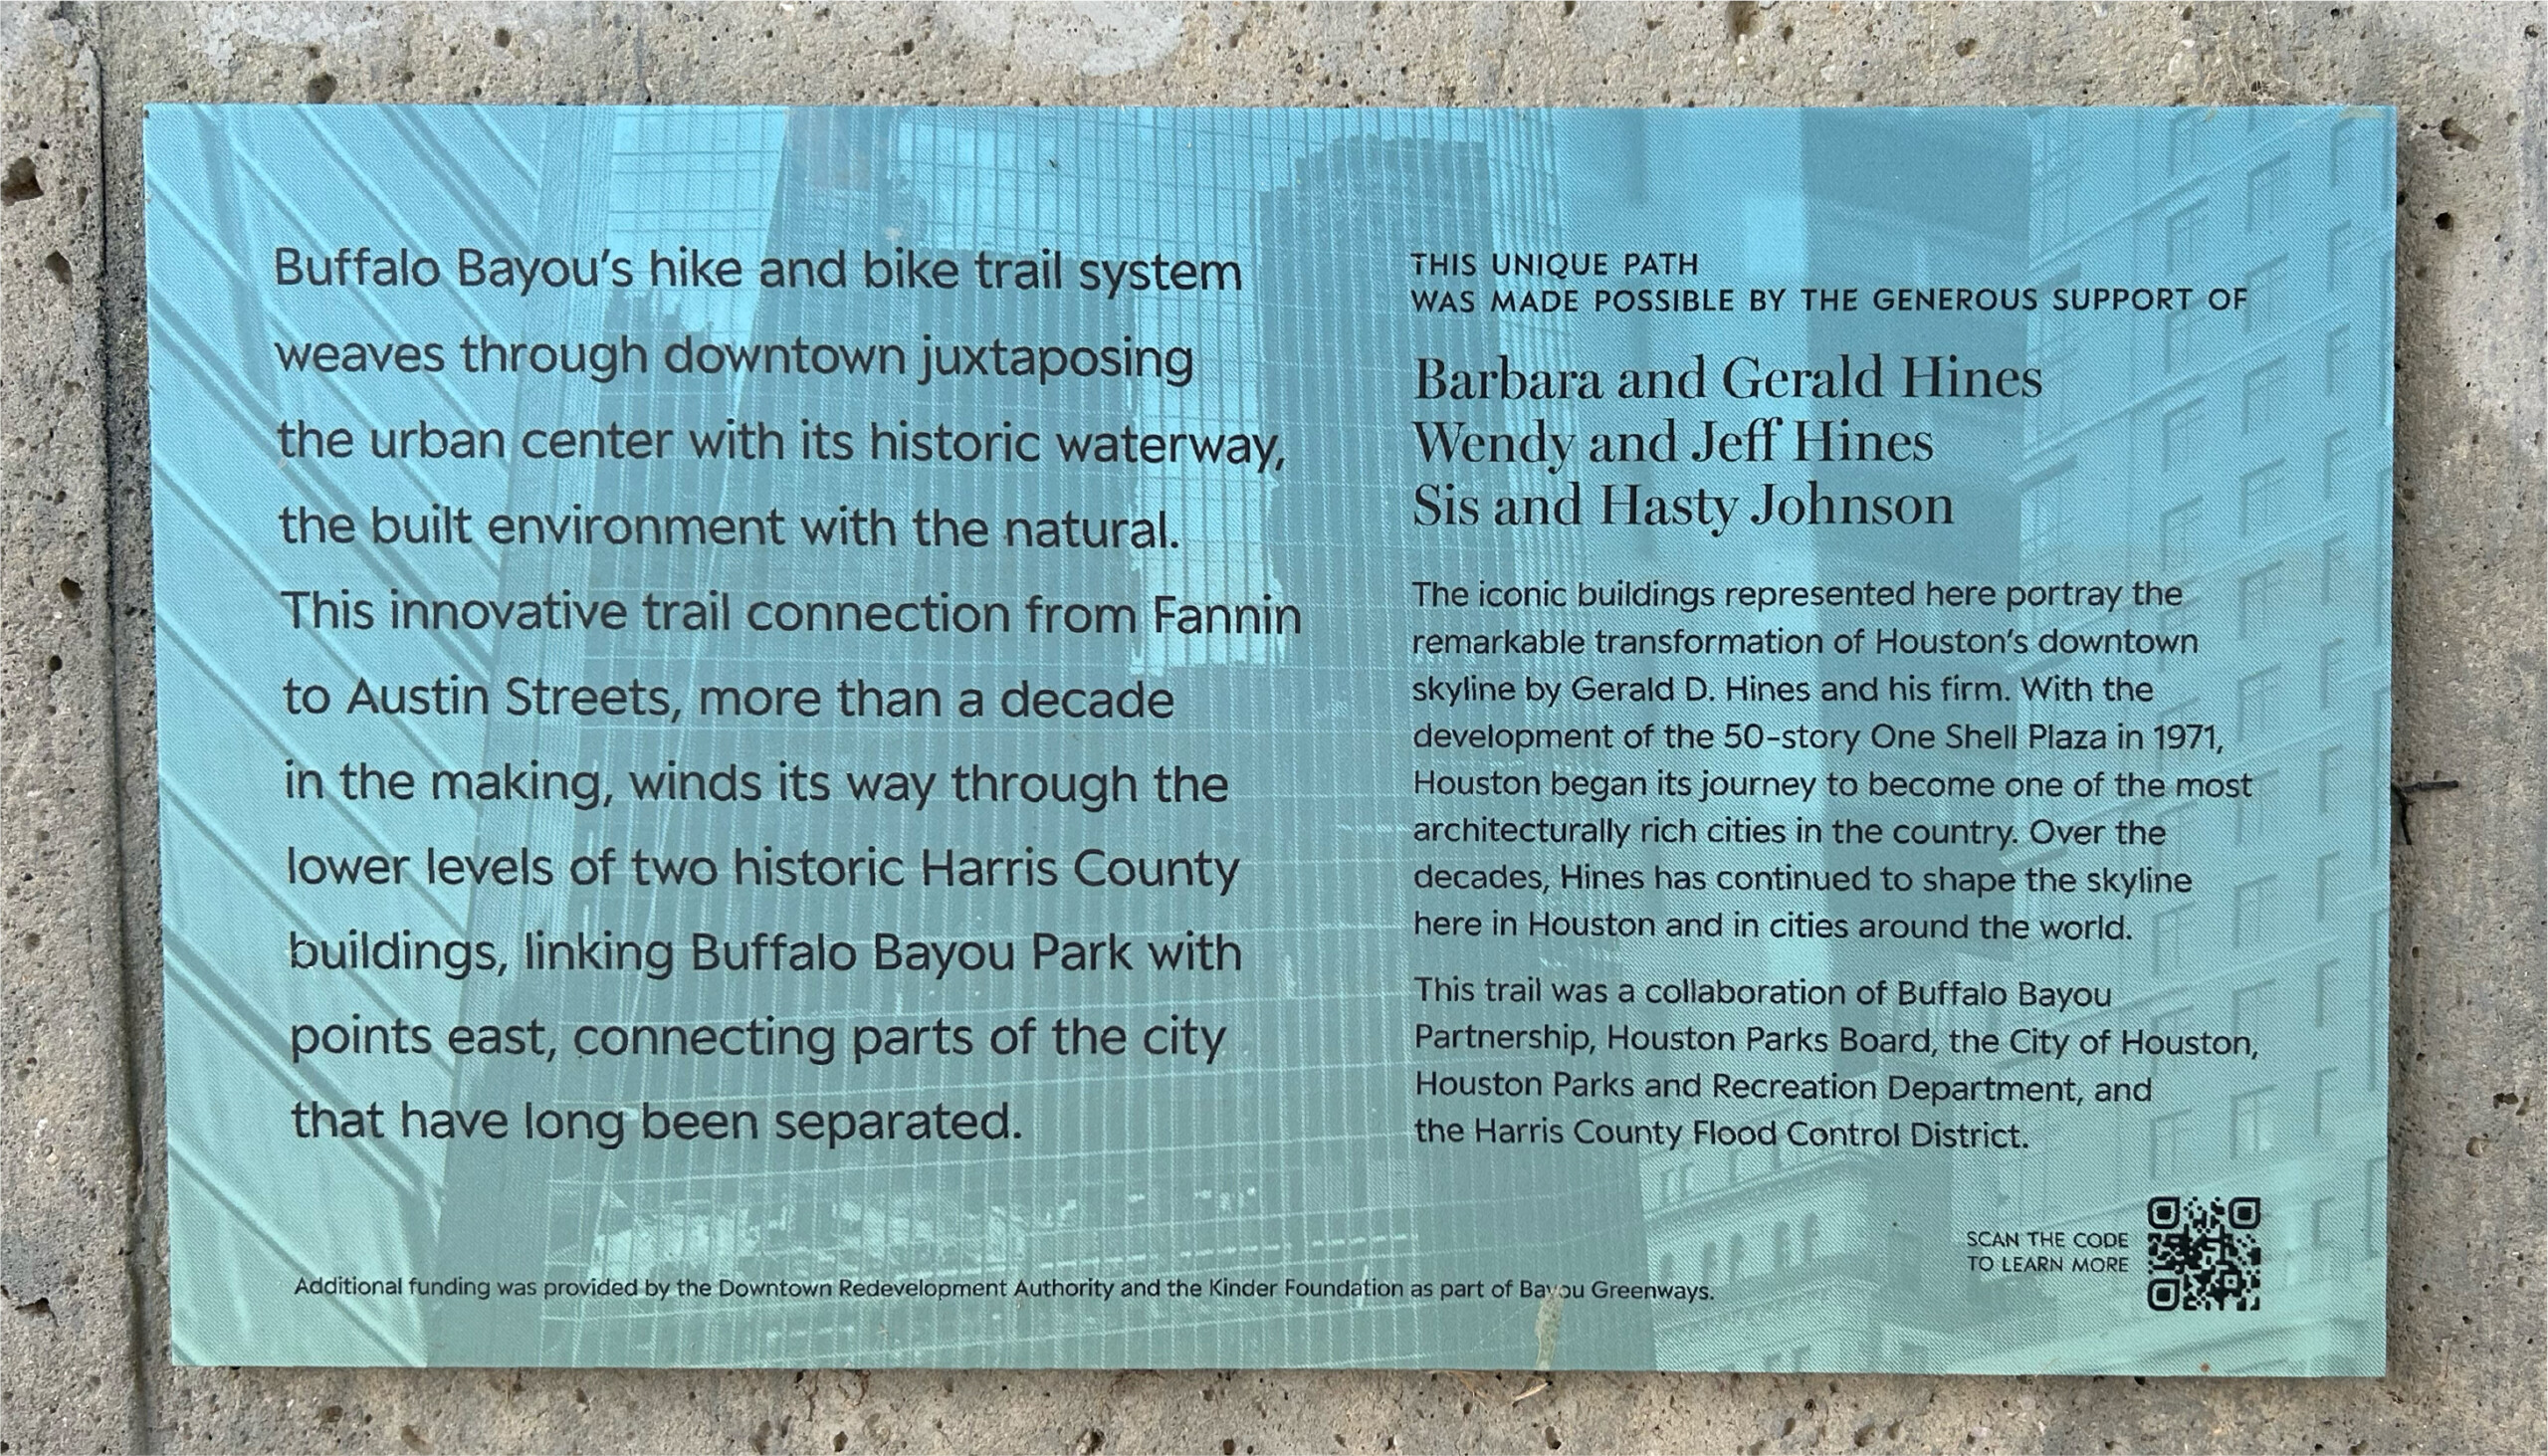 Buffalo Bayou's hike and bike trail system
weaves through downtown juxtaposing
the urban center with its historic waterway,
the built environment with the natural.
This innovative trail connection from Fannin
to Austin Streets, more than a decade
in the making, winds its way through the
lower levels of two historic Harris County
buildings, linking Buffalo Bayou Park with
points east, connecting parts of the city
that have long been separated.
THIS UNIQUE PATH
WAS MADE POSSIBLE BY THE GENEROUS SUPPORT OF
Barbara and Gerald Hines
Wendy and Jeff Hines
Sis and Hasty Johnson
The iconic buildings represented here portray the
remarkable transformation of Houston's downtown
skyline by Gerald D. Hines and his firm. With the
development of the 50-story One Shell Plaza in 1971,
Houston began its journey to become one of the most
architecturally rich cities in the country. Over the
decades, Hines has continued to shape the skyline
here in Houston and in cities around the world.
This trail was a collaboration of Buffalo Bayou
Partnership, Houston Parks Board, the City of Houston,
Houston Parks and Recreation Department, and
the Harris County Flood Control District.
SCAN THE CODE
TO LEARN MORE
Additional funding was provided by the Downtown Redevelopment Authority and the Kinder Foundation as part of Bayou Greenways.